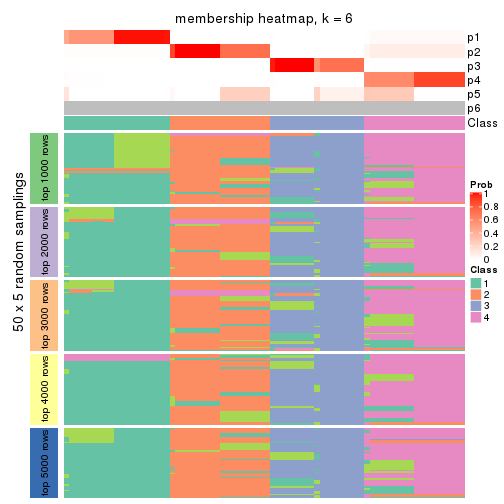 membership heatmap, k = 6
p1
p2
p3
p4
p5
p6
Class
50 x 5 random samplings
top 1000 rows
top 2000 rows
top 3000 rows
top 4000 rows
top 5000 rows
Prob
1
0.8
0.6
0.4
0.2
0
Class
1
2
3
4